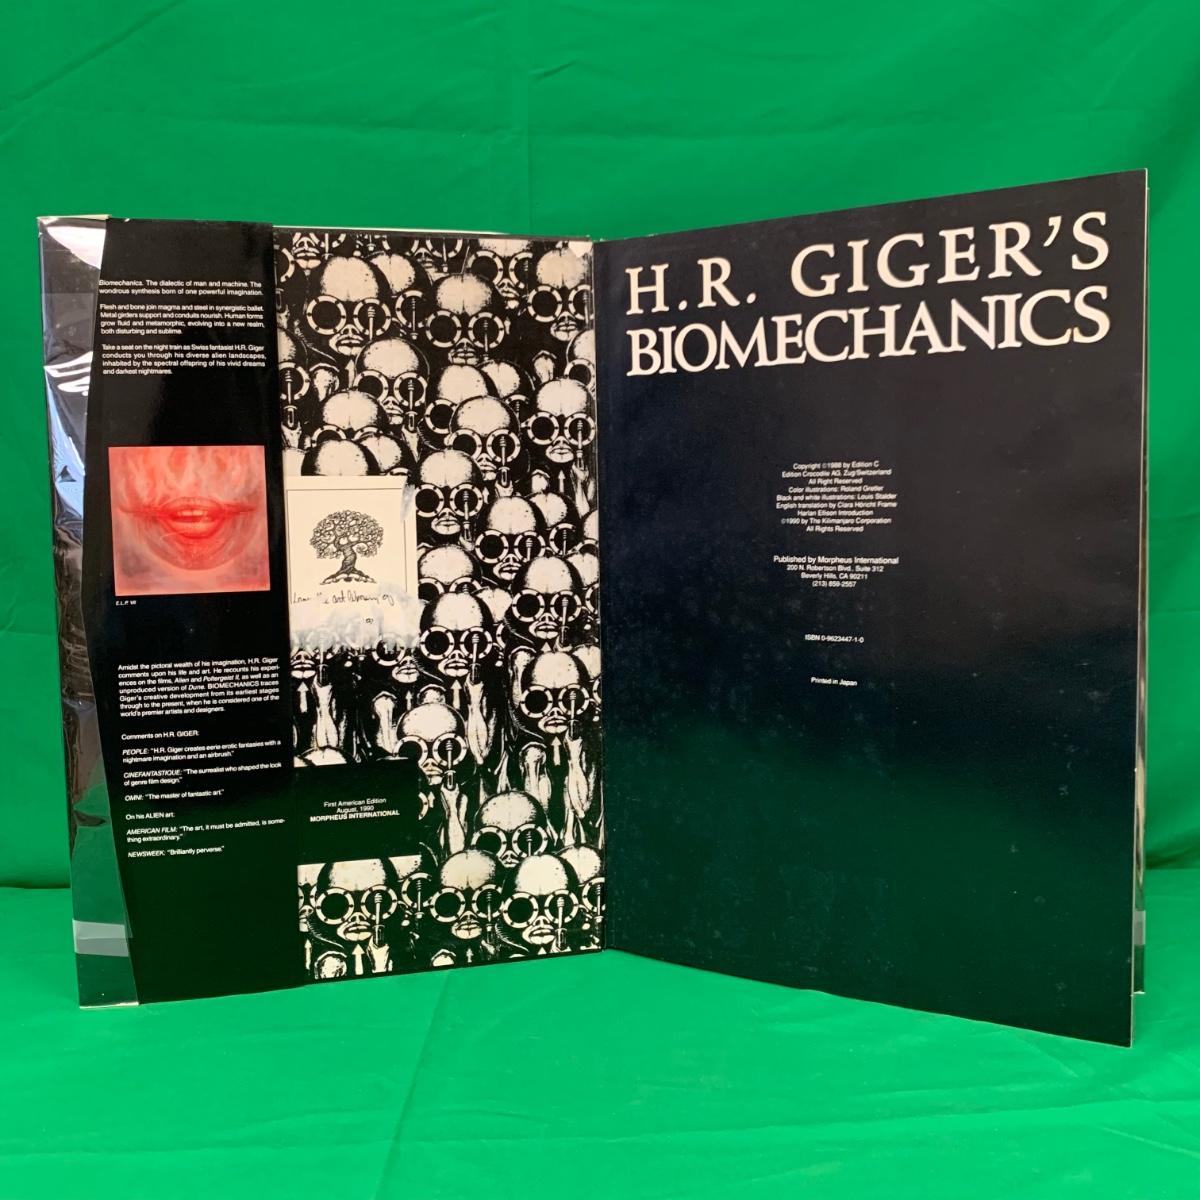 Biomechanics. The dialectic of man and machine. The
wondrous synthesis born of one powerful imagination.
Flesh and bone join magma and steel in synergistic ballet.
Metal girders support and conduits nourish. Human forms
grow fluid and metamorphic, evolving into a new realm,
both disturbing and sublime.
Take a seat on the night train as Swiss fantasist H.R. Giger
conducts you through his diverse alien landscapes,
inhabited by the spectral offspring of his vivid dreams
and darkest nightmares.
E.L.P. VII
Amidst the pictoral wealth of his imagination, H.R. Giger
comments upon his life and art. He recounts his experi-
ences on the films, Alien and Poltergeist II, as well as an
unproduced version of Dune. BIOMECHANICS traces
Giger's creative development from its earliest stages
through to the present, when he is considered one of the
world's premier artists and designers.
Comments on H.R. GIGER:
PEOPLE: "H.R. Giger creates eerie erotic fantasies with a
nightmare imagination and an airbrush."
CINEFANTASTIQUE: "The surrealist who shaped the look
of genre film design."
OMNI: "The master of fantastic art."
On his ALIEN art:
AMERICAN FILM: "The art, it must be admitted, is some-
thing extraordinary."
NEWSWEEK: "Brilliantly perverse."
art library of
First American Edition
August, 1990
MORPHEUS INTERNATIONAL
H.R. GIGER'S
BIOMECHANICS
Copyright ©1988 by Edition C
Edition Crocodile AG, Zug/Switzerland
All Right Reserved
Color illustrations: Roland Gretler
Black and white illustrations: Louis Stalder
English translation by Clara Höricht Frame
Harlan Ellison Introduction
©1990 by The Kilimanjaro Corporation
All Rights Reserved
Published by Morpheus International
200 N. Robertson Blvd., Suite 312
Beverly Hills, CA 90211
(213) 859-2557
ISBN 0-9623447-1-0
Printed in Japan